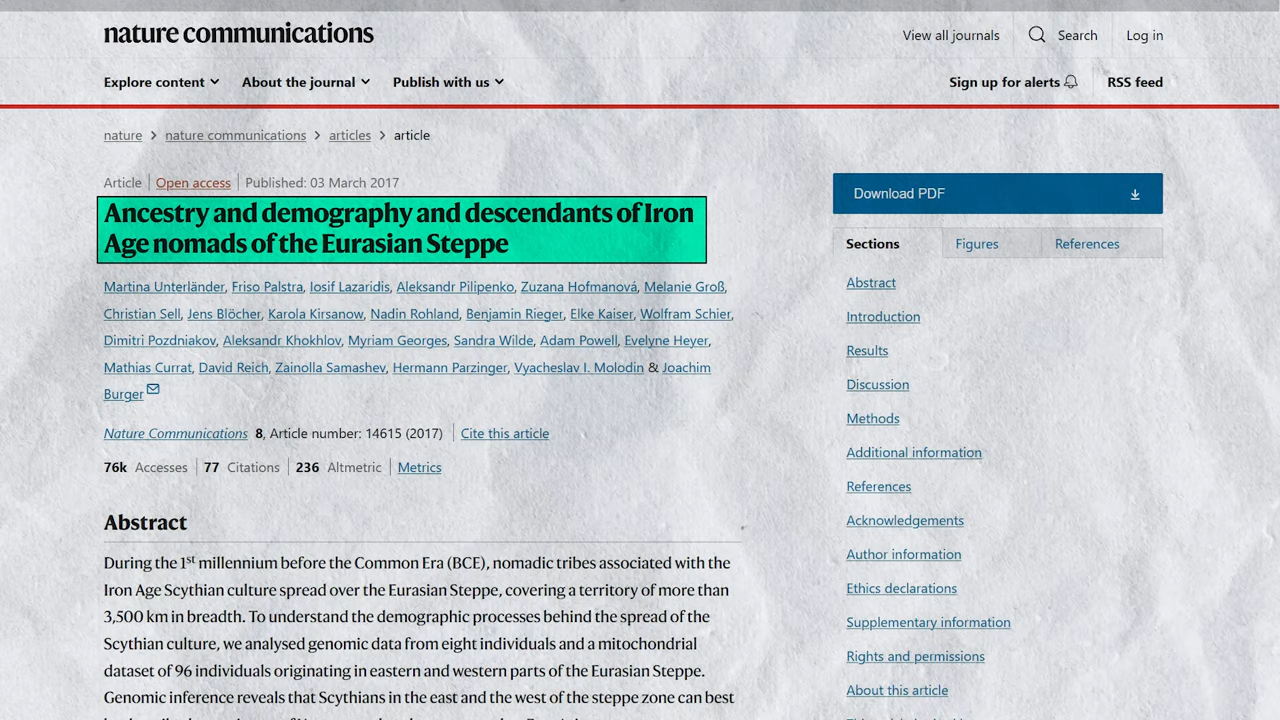 nature communications
View all journals
Search
Log in
Explore content
About the journal
Publish with us
Sign up for alerts
RSS feed
nature > nature communications > articles > article
Article | Open access | Published: 03 March 2017
Ancestry and demography and descendants of Iron
Age nomads of the Eurasian Steppe
Martina Unterländer, Friso Palstra, Iosif Lazaridis, Aleksandr Pilipenko, Zuzana Hofmanová, Melanie Groß,
Christian Sell, Jens Blöcher, Karola Kirsanow, Nadin Rohland, Benjamin Rieger, Elke Kaiser, Wolfram Schier,
Dimitri Pozdniakov, Aleksandr Khokhlov, Myriam Georges, Sandra Wilde, Adam Powell, Evelyne Heyer,
Mathias Currat, David Reich, Zainolla Samashev, Hermann Parzinger, Vyacheslav I. Molodin & Joachim
Burger
Nature Communications 8, Article number: 14615 (2017) | Cite this article
76k Accesses | 77 Citations | 236 Altmetric | Metrics
Abstract
During the 1st millennium before the Common Era (BCE), nomadic tribes associated with the
Iron Age Scythian culture spread over the Eurasian Steppe, covering a territory of more than
3,500 km in breadth. To understand the demographic processes behind the spread of the
Scythian culture, we analysed genomic data from eight individuals and a mitochondrial
dataset of 96 individuals originating in eastern and western parts of the Eurasian Steppe.
Genomic inference reveals that Scythians in the east and the west of the steppe zone can best
Download PDF
Sections
Figures
References
Abstract
Introduction
Results
Discussion
Methods
Additional information
References
Acknowledgements
Author information
Ethics declarations
Supplementary information
Rights and permissions
About this article